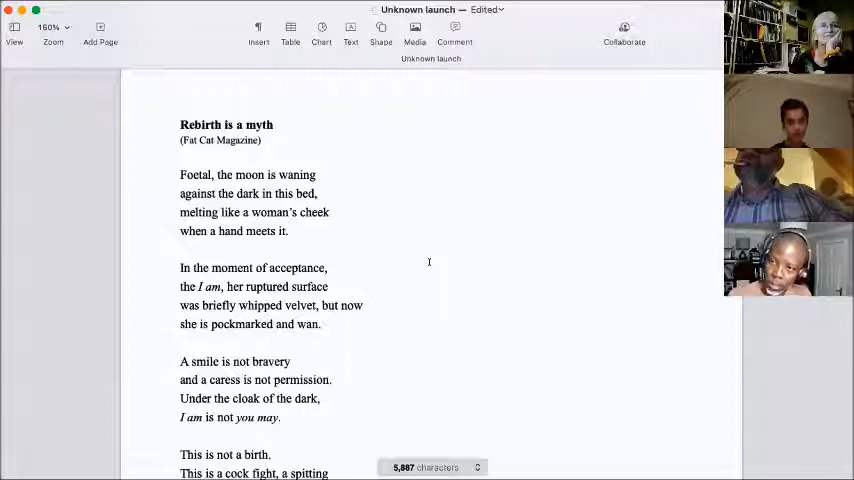 Unknown launch — Edited
View
160%
Zoom
Add Page
Insert
Table
Chart
Text
Shape
Media
Comment
Collaborate
Unknown launch
Rebirth is a myth
(Fat Cat Magazine)
Foetal, the moon is waning
against the dark in this bed,
melting like a woman's cheek
when a hand meets it.
In the moment of acceptance,
the I am, her ruptured surface
was briefly whipped velvet, but now
she is pockmarked and wan.
A smile is not bravery
and a caress is not permission.
Under the cloak of the dark,
I am is not you may.
This is not a birth.
This is a cock fight, a spitting
5,887 characters